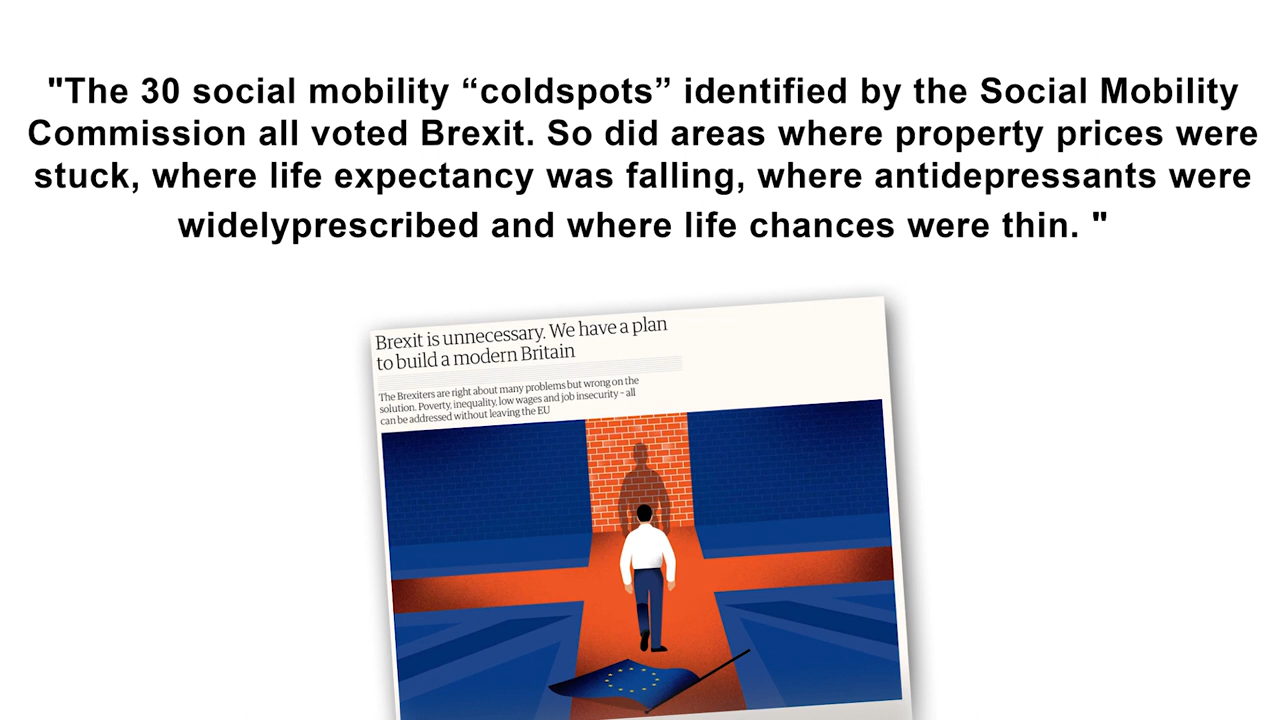 "The 30 social mobility “coldspots” identified by the Social Mobility
Commission all voted Brexit. So did areas where property prices were
stuck, where life expectancy was falling, where antidepressants were
widelyprescribed and where life chances were thin. "
Brexit is unnecessary. We have a plan
to build a modern Britain
The Brexiters are right about many problems but wrong on the
solution. Poverty, inequality, low wages and job insecurity – all
can be addressed without leaving the EU